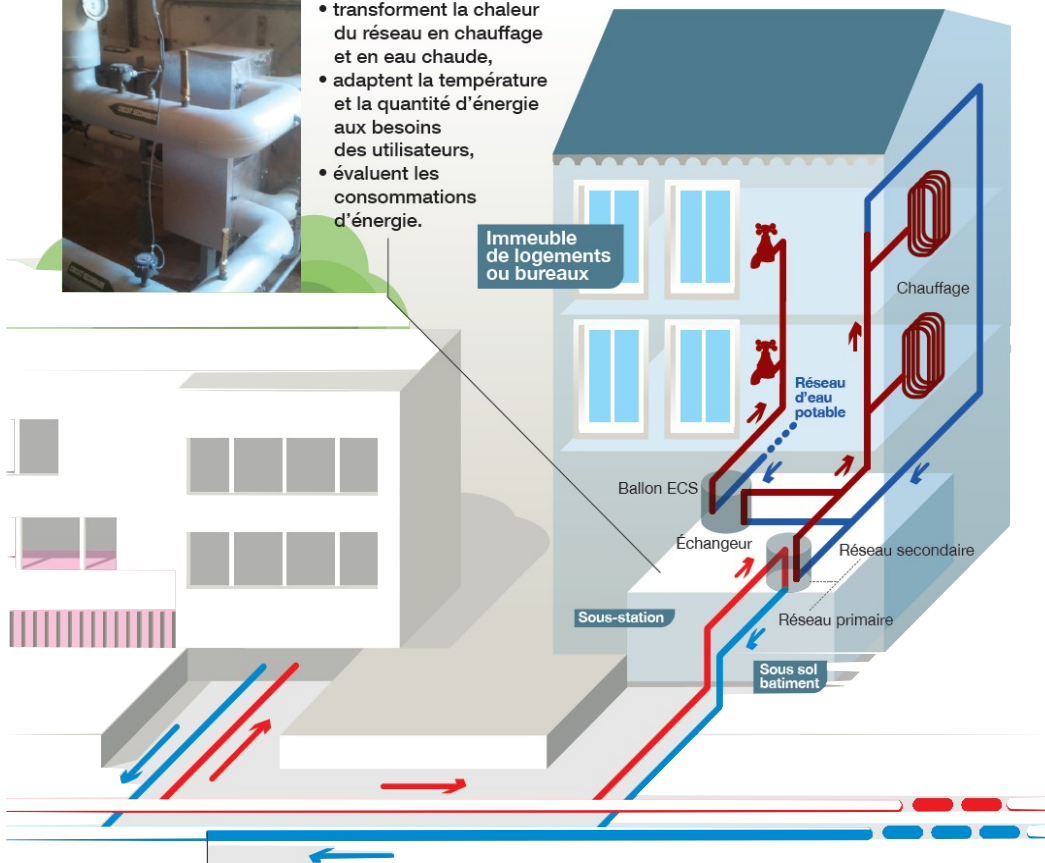 • transforment la chaleur
du réseau en chauffage
et en eau chaude,
• adaptent la température
et la quantité d'énergie
aux besoins
des utilisateurs,
• évaluent les
consommations
d'énergie.
Immeuble
de logements
ou bureaux
Chauffage
Réseau
d'eau
potable
Ballon ECS
Échangeur
Réseau secondaire
Sous-station
Réseau primaire
Sous sol
batiment